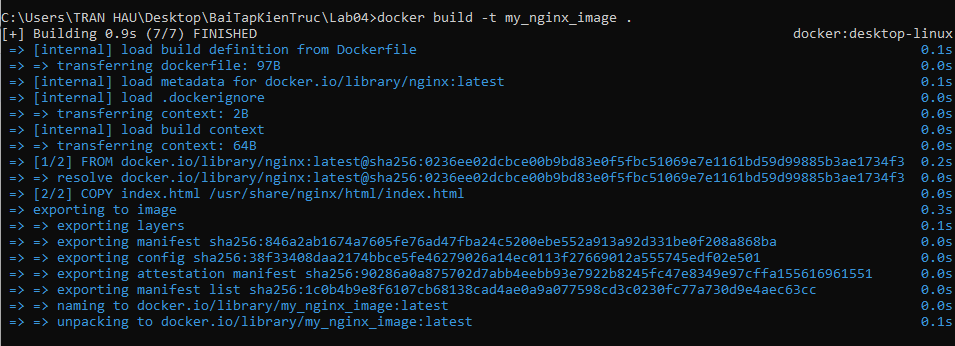 C:\Users\TRAN HAU\Desktop\BaiTapKienTruc\Lab04>docker build -t my_nginx_image .
[+] Building 0.9s (7/7) FINISHED docker:desktop-linux
=> [internal] load build definition from Dockerfile 0.1s
=> => transferring dockerfile: 97B 0.0s
=> [internal] load metadata for docker.io/library/nginx:latest 0.1s
=> [internal] load .dockerignore 0.0s
=> => transferring context: 2B 0.0s
=> [internal] load build context 0.0s
=> => transferring context: 64B 0.0s
=> [1/2] FROM docker.io/library/nginx:latest@sha256:0236ee02dcbce00b9bd83e0f5fbc51069e7e1161bd59d99885b3ae1734f3 0.2s
=> => resolve docker.io/library/nginx:latest@sha256:0236ee02dcbce00b9bd83e0f5fbc51069e7e1161bd59d99885b3ae1734f3 0.0s
=> [2/2] COPY index.html /usr/share/nginx/html/index.html 0.0s
=> exporting to image 0.3s
=> => exporting layers 0.1s
=> => exporting manifest sha256:846a2ab1674a7605fe76ad47fba24c5200ebe552a913a92d331be0f208a868ba 0.0s
=> => exporting config sha256:38f33408daa2174bbce5fe46279026a14ec0113f27669012a555745edf02e501 0.0s
=> => exporting attestation manifest sha256:90286a0a875702d7abb4eebb93e7922b8245fc47e8349e97cffa155616961551 0.0s
=> => exporting manifest list sha256:1c0b4b9e8f6107cb68138cad4ae0a9a077598cd3c0230fc77a730d9e4aec63cc 0.0s
=> => naming to docker.io/library/my_nginx_image:latest 0.0s
=> => unpacking to docker.io/library/my_nginx_image:latest 0.1s